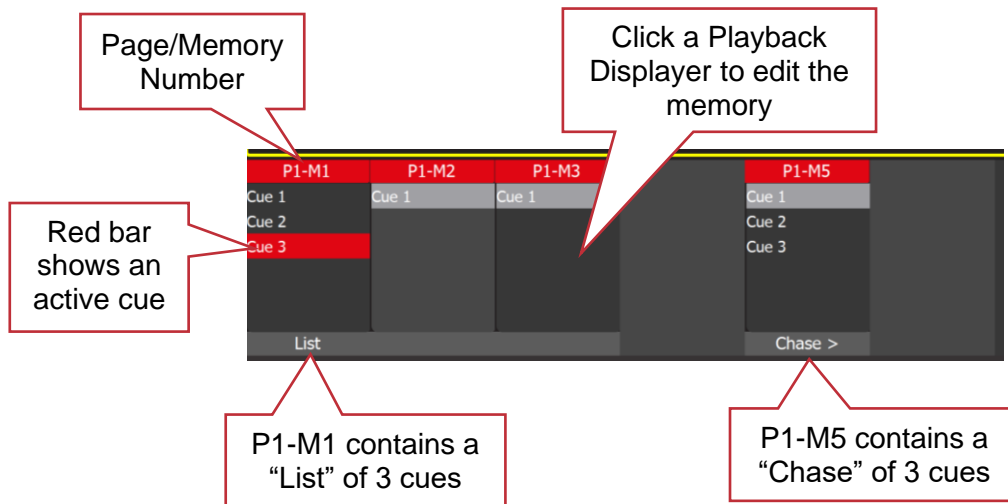 Page/Memory
Number
Click a Playback
Displayer to edit the
memory
P1-M1 P1-M2 P1-M3 P1-M5
Cue 1 Cue 1 Cue 1 Cue 1
Cue 2 Cue 2
Cue 3 Cue 3
Red bar
shows an
active cue
List Chase >
P1-M1 contains a
“List” of 3 cues
P1-M5 contains a
“Chase” of 3 cues